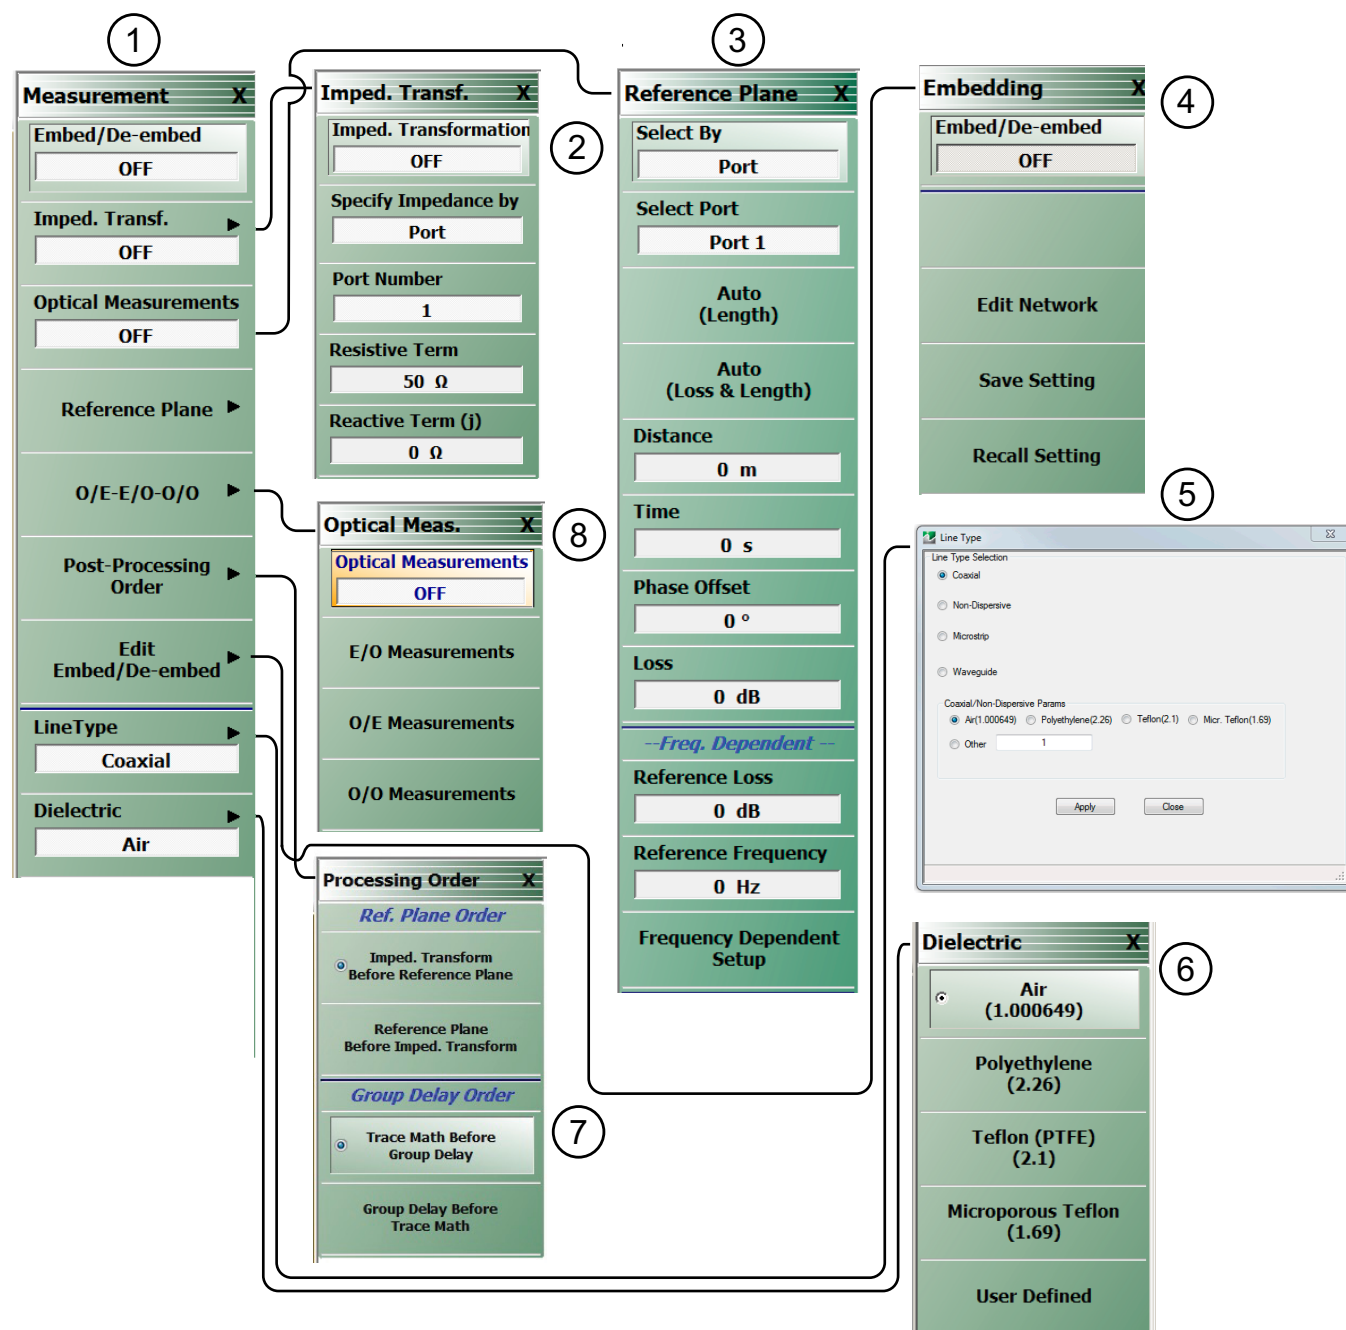 1
Measurement X
Embed/De-embed
OFF
Imped. Transf.
OFF
Optical Measurements
OFF
Reference Plane
O/E-E/O-O/O
Post-Processing
Order
Edit
Embed/De-embed
LineType
Coaxial
Dielectric
Air
Imped. Transf. X
2
Imped. Transformation
OFF
Specify Impedance by
Port
Port Number
1
Resistive Term
50 Ω
Reactive Term (j)
0 Ω
Optical Meas. X
8
Optical Measurements
OFF
E/O Measurements
O/E Measurements
O/O Measurements
Processing Order X
Ref. Plane Order
Imped. Transform
Before Reference Plane
Reference Plane
Before Imped. Transform
Group Delay Order
7
Trace Math Before
Group Delay
Group Delay Before
Trace Math
3
Reference Plane X
Select By
Port
Select Port
Port 1
Auto
(Length)
Auto
(Loss & Length)
Distance
0 m
Time
0 s
Phase Offset
0 °
Loss
0 dB
--Freq. Dependent --
Reference Loss
0 dB
Reference Frequency
0 Hz
Frequency Dependent
Setup
Embedding X
4
Embed/De-embed
OFF
Edit Network
Save Setting
Recall Setting
5
Line Type
Line Type Selection
Coaxial
Non-Dispersive
Microstrip
Waveguide
Coaxial/Non-Dispersive Params
Air(1.000649) Polyethylene(2.26) Teflon(2.1) Micr. Teflon(1.69)
Other 1
Apply Close
Dielectric X
6
Air
(1.000649)
Polyethylene
(2.26)
Teflon (PTFE)
(2.1)
Microporous Teflon
(1.69)
User Defined